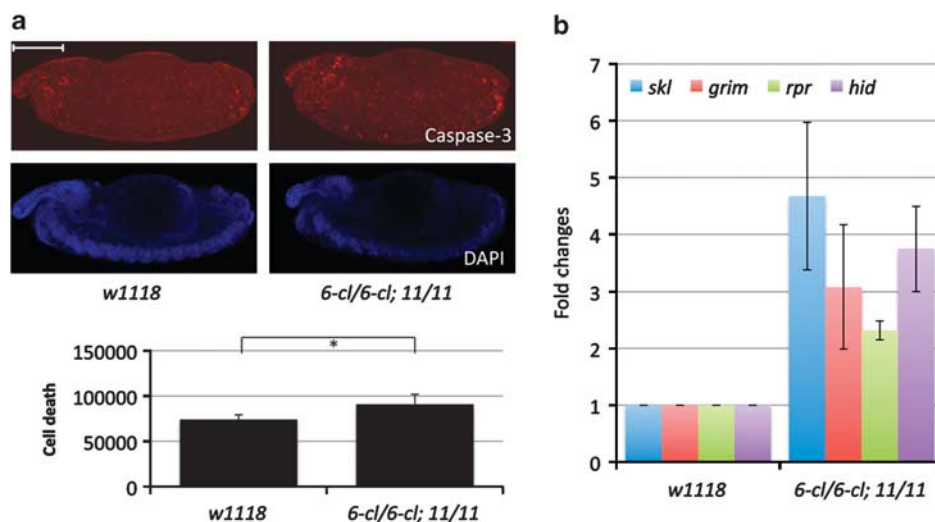 a
Caspase-3
DAPI
w1118 6-cl/6-cl; 11/11
Cell death
150000
100000
50000
0
*
w1118 6-cl/6-cl; 11/11
b
Fold changes
7
6
5
4
3
2
1
0
skl grim rpr hid
w1118 6-cl/6-cl; 11/11